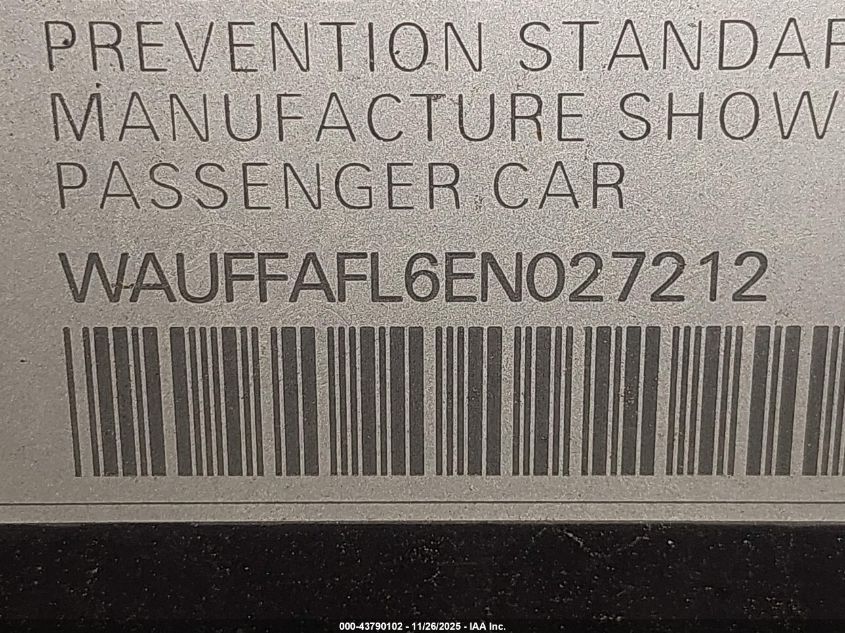 PREVENTION STANDAR
MANUFACTURE SHOW
PASSENGER CAR
WAUFFAFL6EN027212
000-43790102 - 11/26/2025 - IAA Inc.